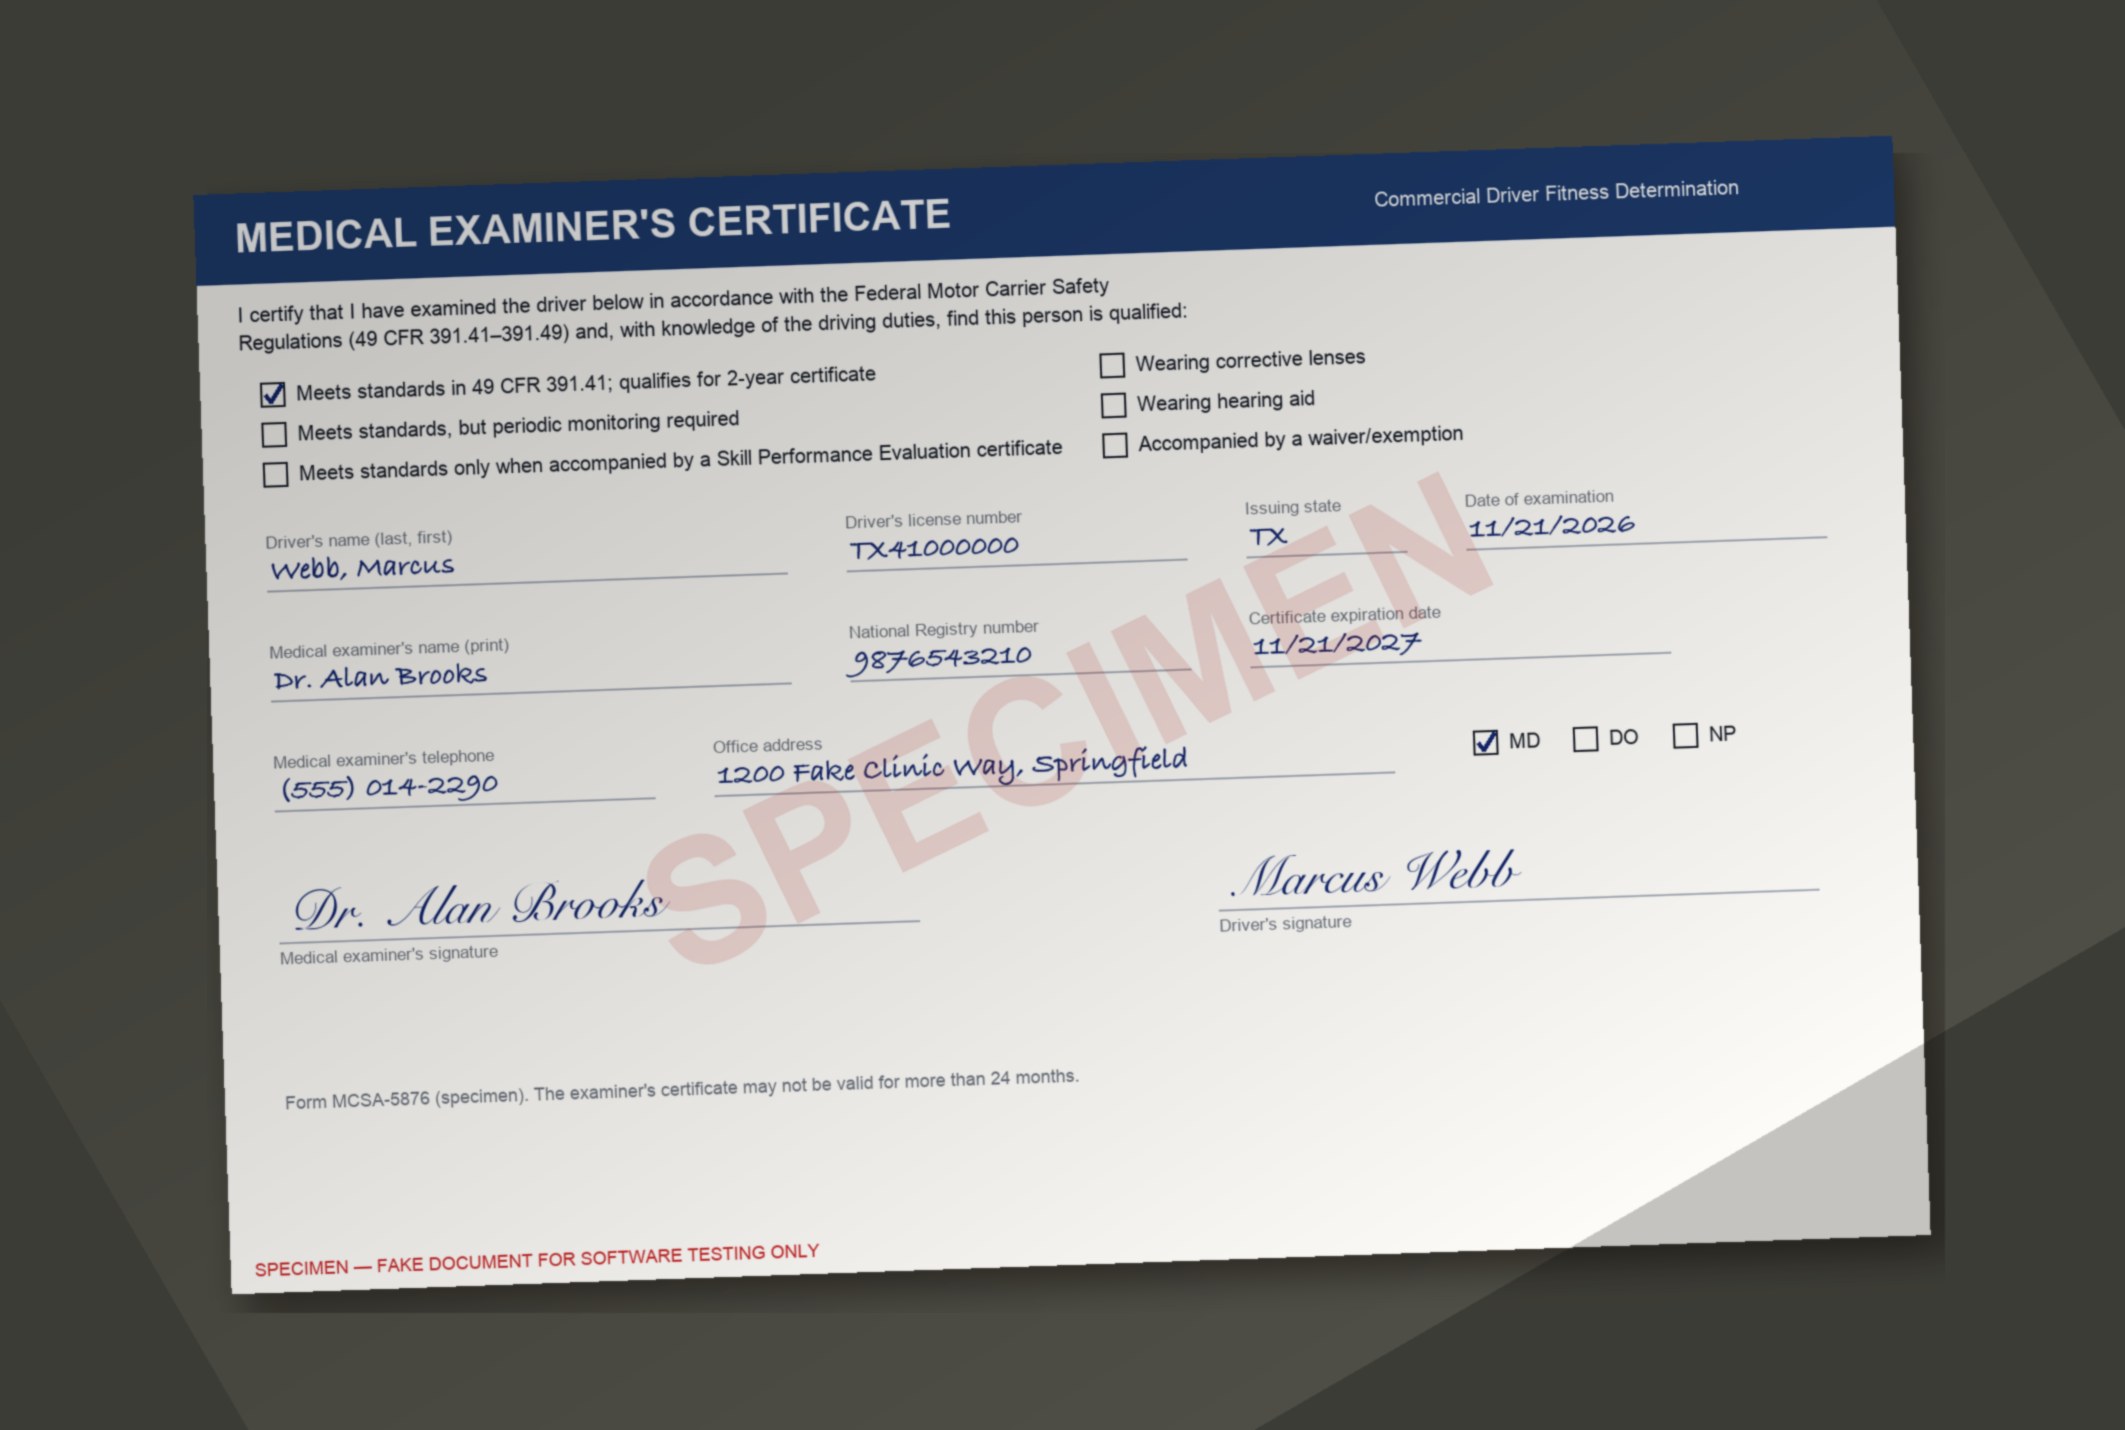 MEDICAL EXAMINER'S CERTIFICATE
Commercial Driver Fitness Determination
I certify that I have examined the driver below in accordance with the Federal Motor Carrier Safety
Regulations (49 CFR 391.41–391.49) and, with knowledge of the driving duties, find this person is qualified:
Meets standards in 49 CFR 391.41; qualifies for 2-year certificate
Meets standards, but periodic monitoring required
Meets standards only when accompanied by a Skill Performance Evaluation certificate
Wearing corrective lenses
Wearing hearing aid
Accompanied by a waiver/exemption
Driver's name (last, first)
Webb, Marcus
Driver's license number
TX41000000
Issuing state
TX
Date of examination
11/21/2026
Medical examiner's name (print)
Dr. Alan Brooks
National Registry number
9876543210
Certificate expiration date
11/21/2027
Medical examiner's telephone
(555) 014-2290
Office address
1200 Fake Clinic Way, Springfield
MD DO NP
SPECIMEN
Dr. Alan Brooks
Medical examiner's signature
Marcus Webb
Driver's signature
Form MCSA-5876 (specimen). The examiner's certificate may not be valid for more than 24 months.
SPECIMEN — FAKE DOCUMENT FOR SOFTWARE TESTING ONLY